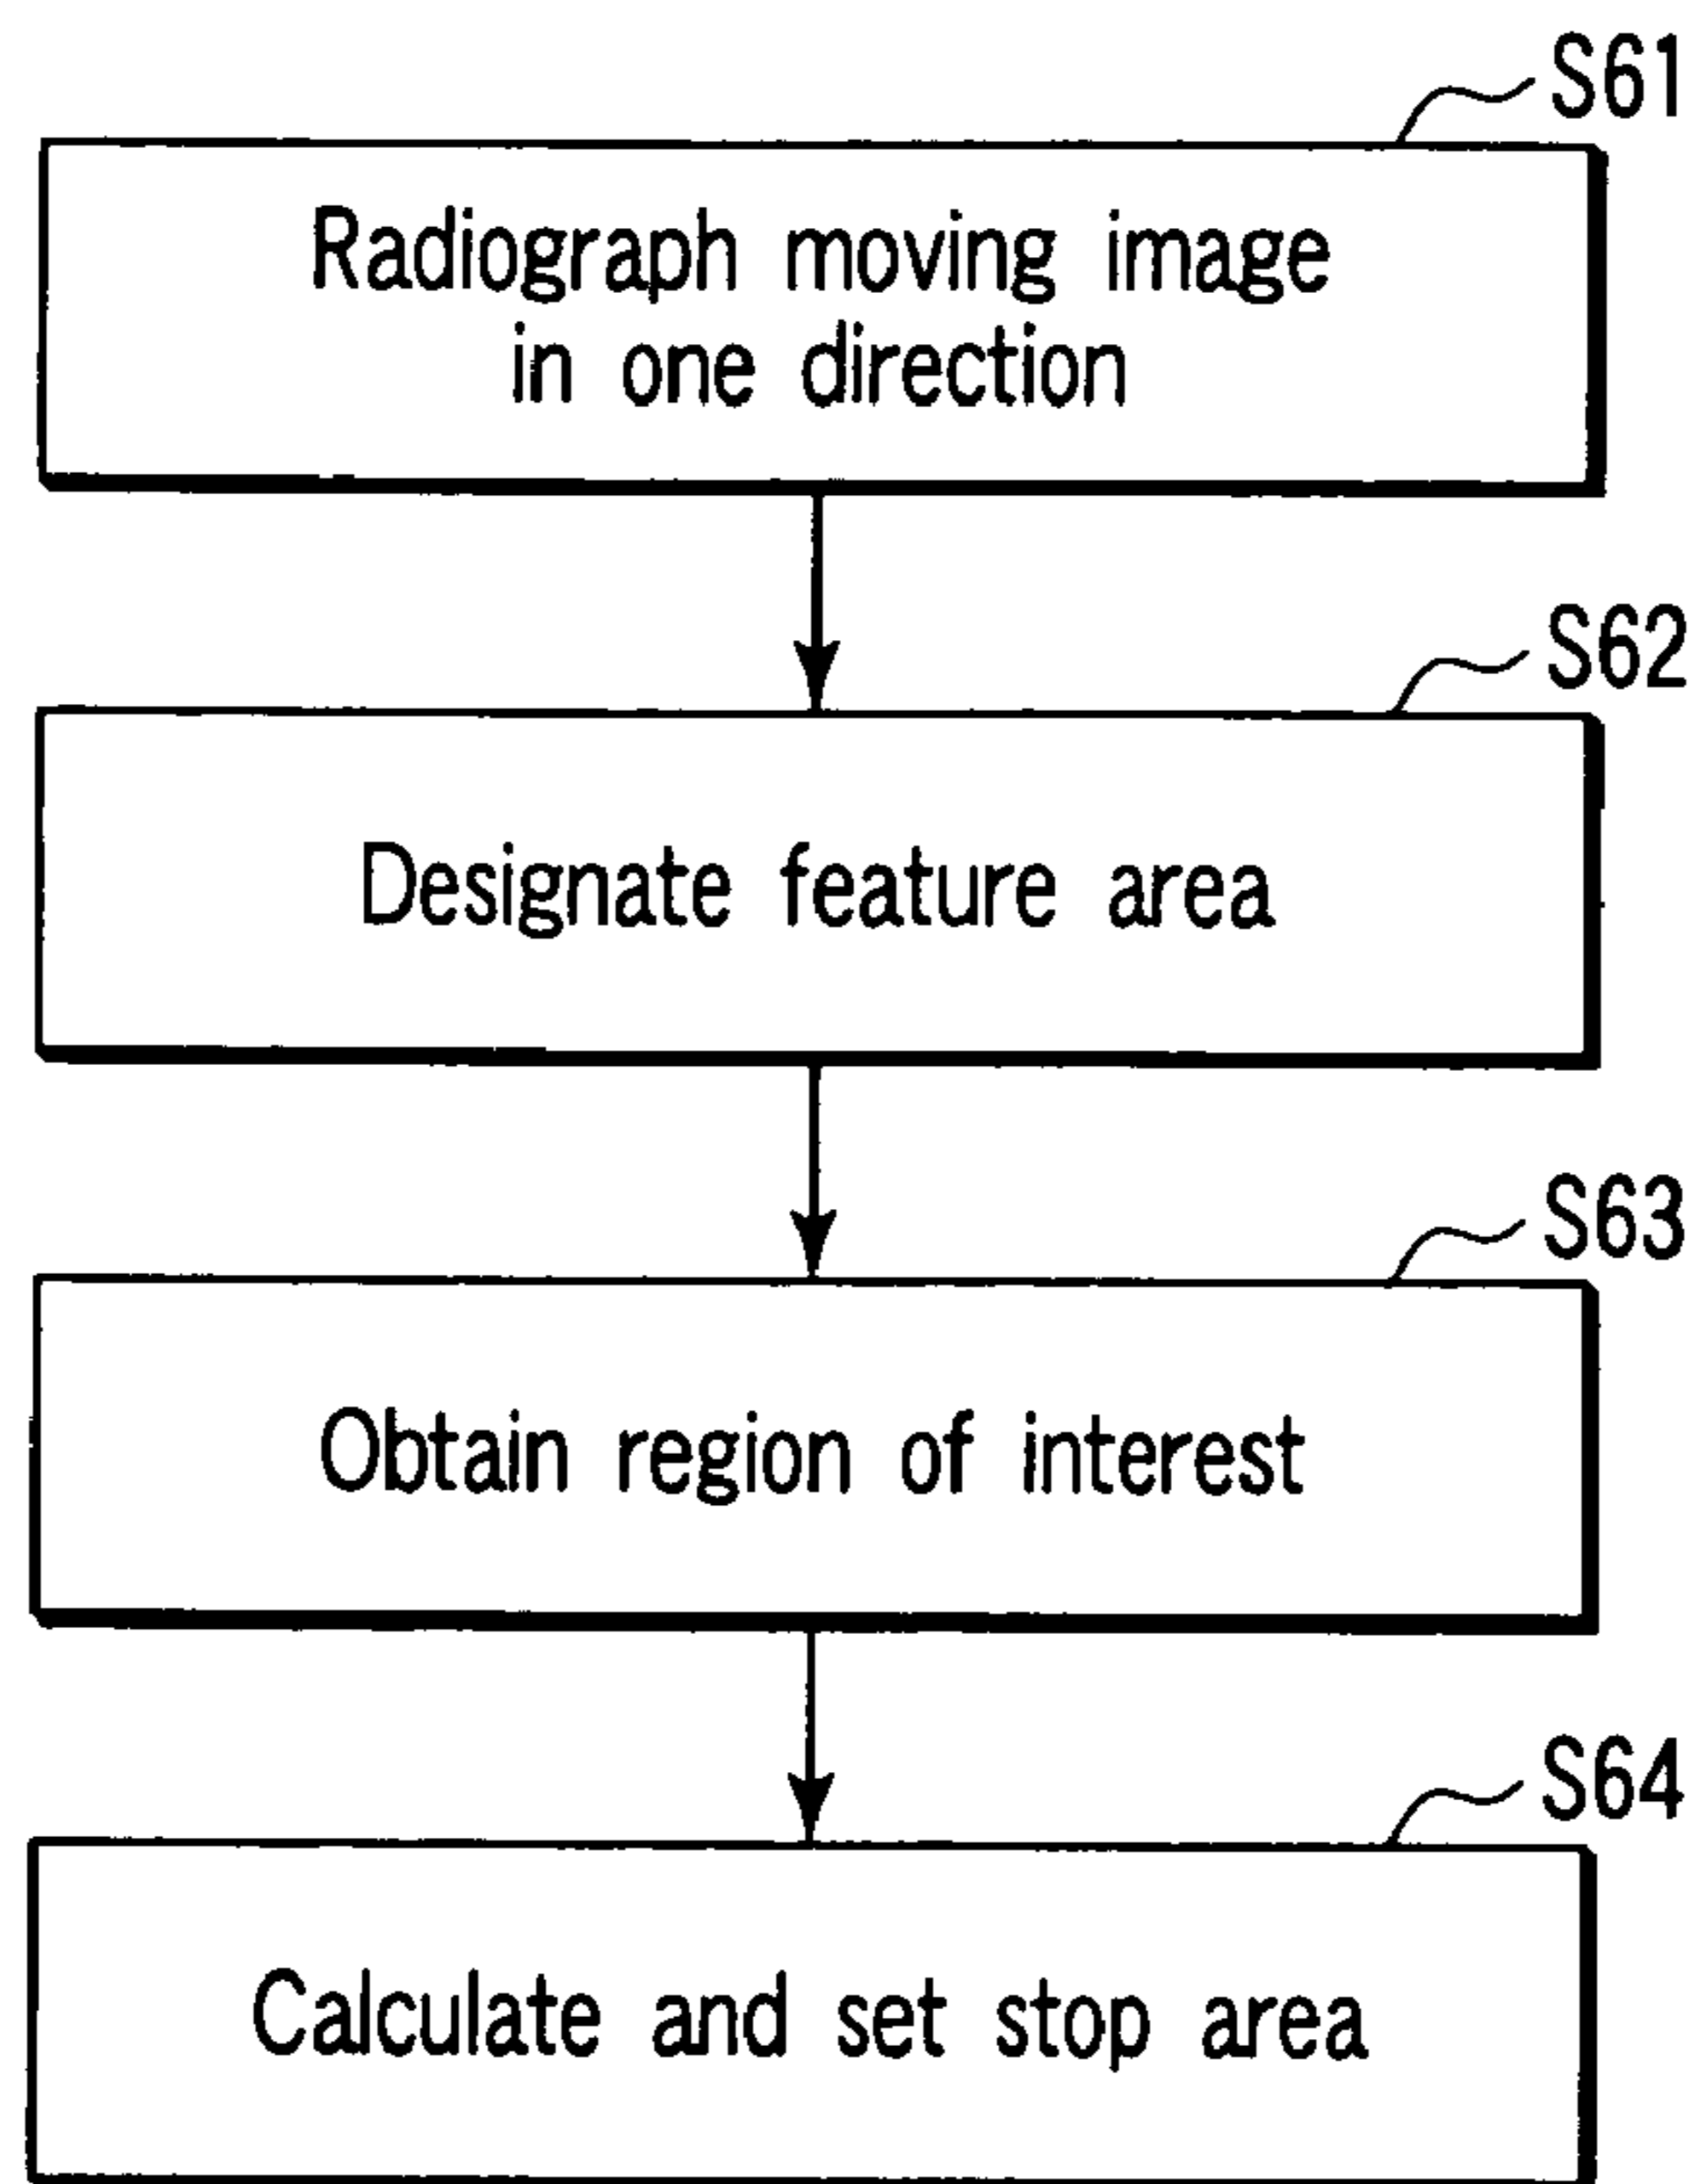 S61
Radiograph moving image
in one direction
S62
Designate feature area
S63
Obtain region of interest
S64
Calculate and set stop area